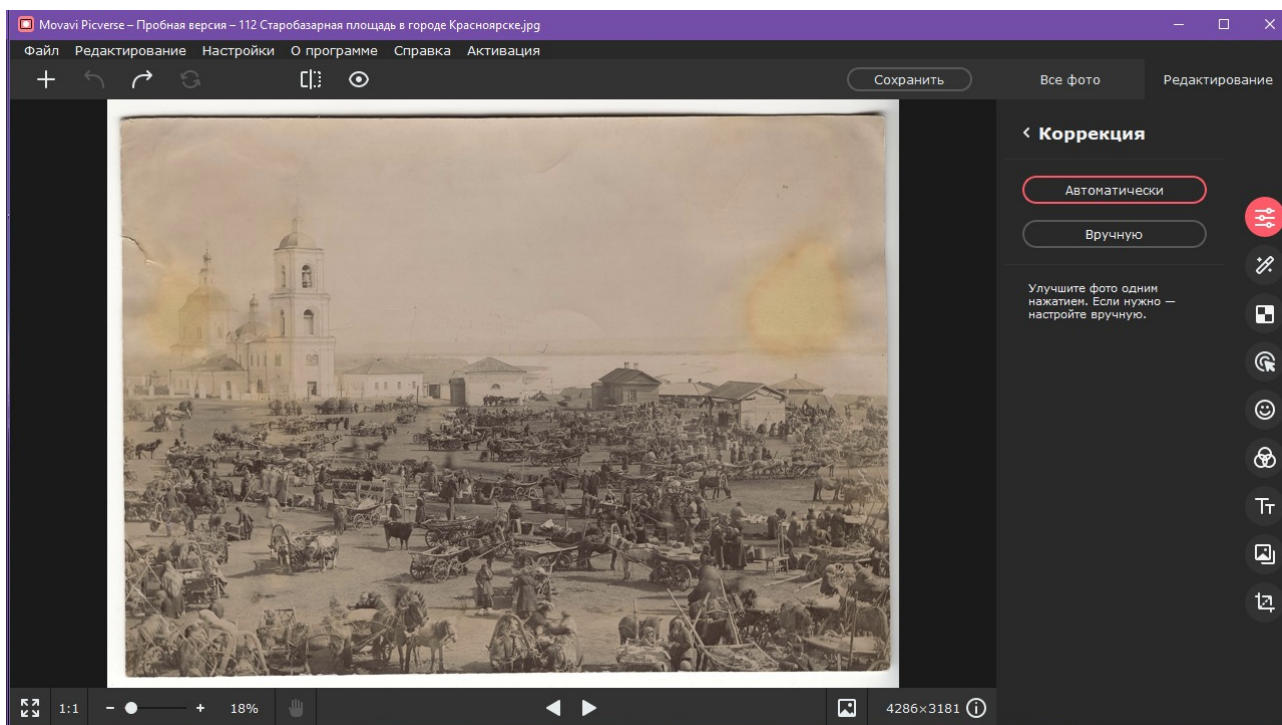 Movavi Picverse – Пробная версия – 112 Старобазарная площадь в городе Красноярске.jpg
Файл Редактирование Настройки О программе Справка Активация
Сохранить Все фото Редактирование
Коррекция
Автоматически
Вручную
Улучшите фото одним
нажатием. Если нужно —
настройте вручную.
Тт
1:1 18% 4286×3181